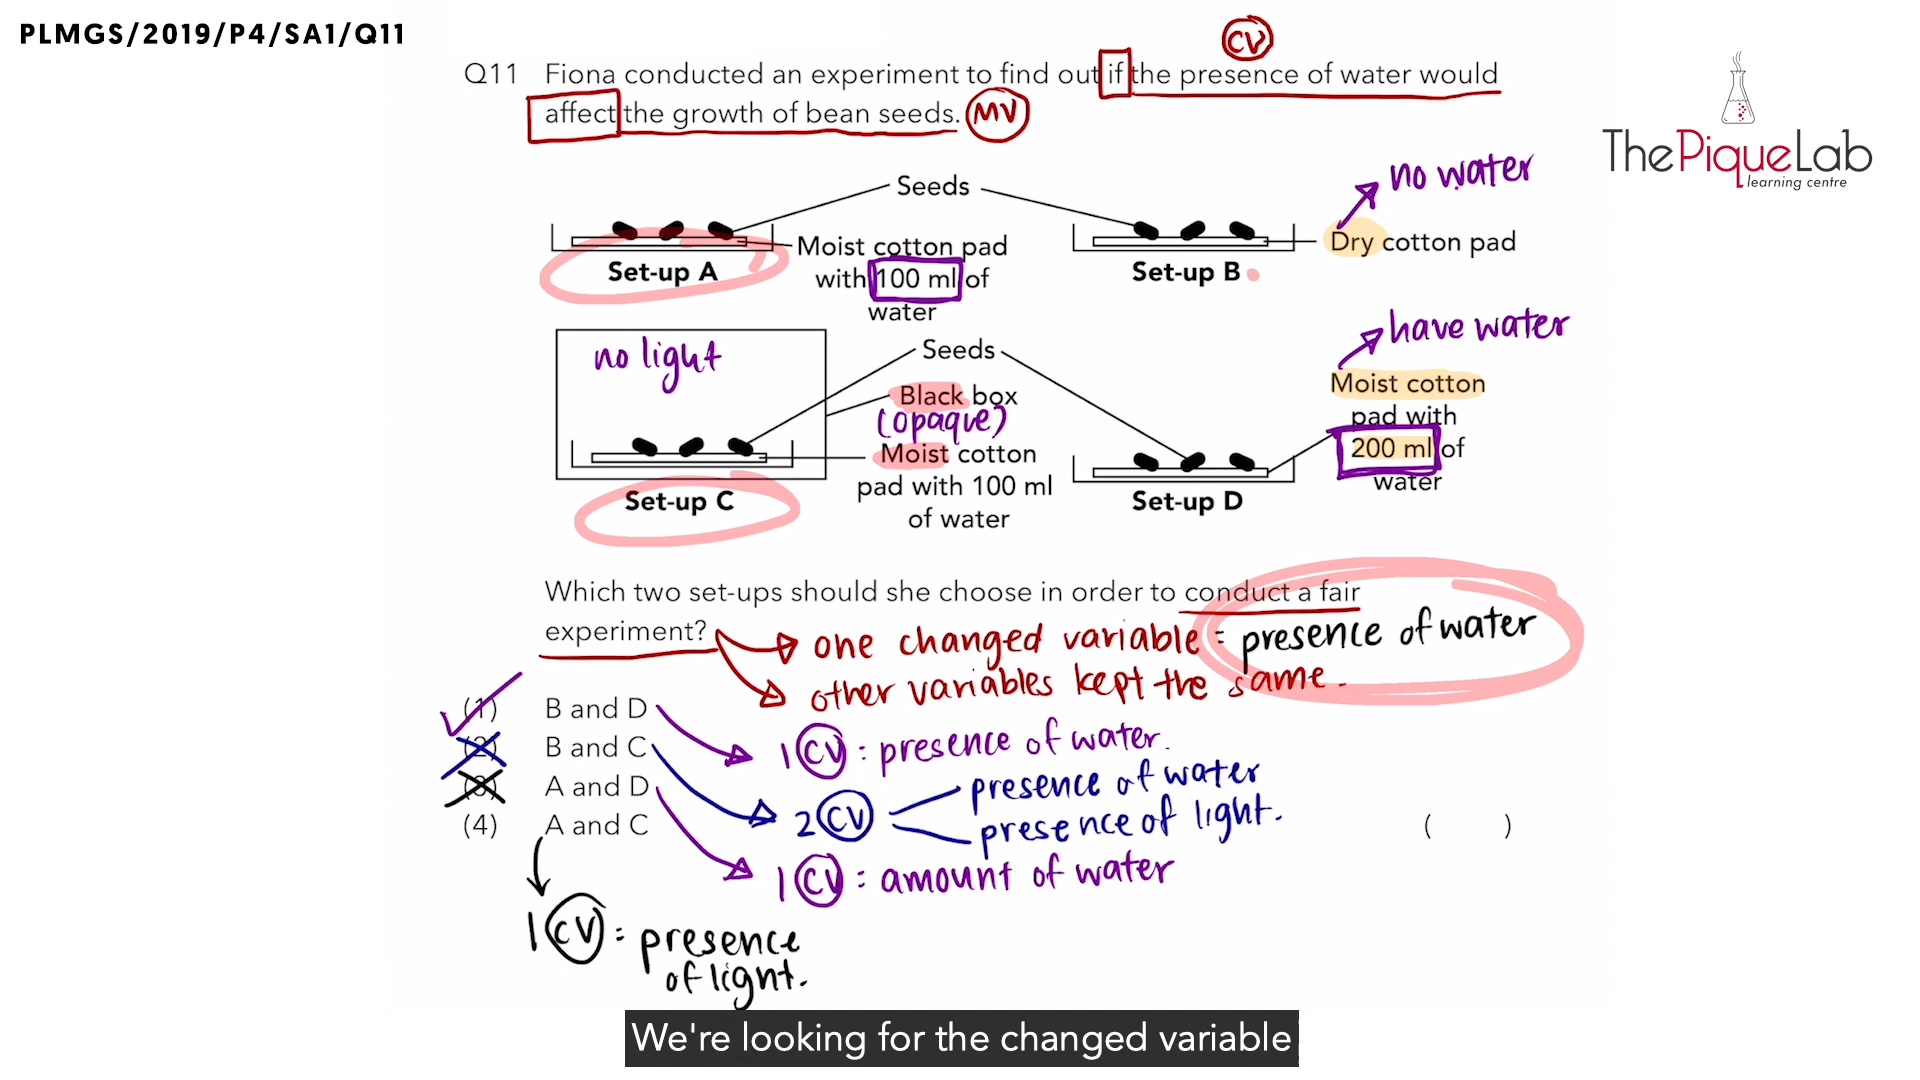 PLMGS/2019/P4/SA1/Q11
CV
Q11 Fiona conducted an experiment to find out if the presence of water would
affect the growth of bean seeds. MV
ThePiqueLab
learning centre
Seeds
no water
Moist cotton pad
with 100 ml of
water
Dry cotton pad
Set-up A
Set-up B
have water
no light
Seeds
Black box
(opaque)
Moist cotton
pad with 100 ml
of water
Moist cotton
pad with
200 ml of
water
Set-up C
Set-up D
Which two set-ups should she choose in order to conduct a fair
experiment?
one changed variable = presence of water
other variables kept the same.
(1) B and D
1 CV : presence of water.
(2) B and C
2 CV
presence of water
presence of light.
(3) A and D
1 CV : amount of water
(4) A and C
( )
1 CV : presence
of light.
We're looking for the changed variable